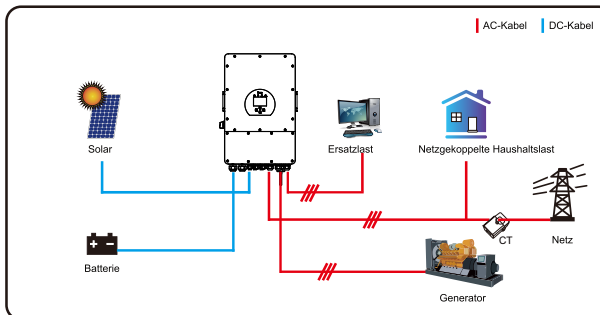 AC-Kabel
DC-Kabel
Solar
Ersatzlast
Netzgekoppelte Haushaltslast
CT
Netz
Batterie
Generator